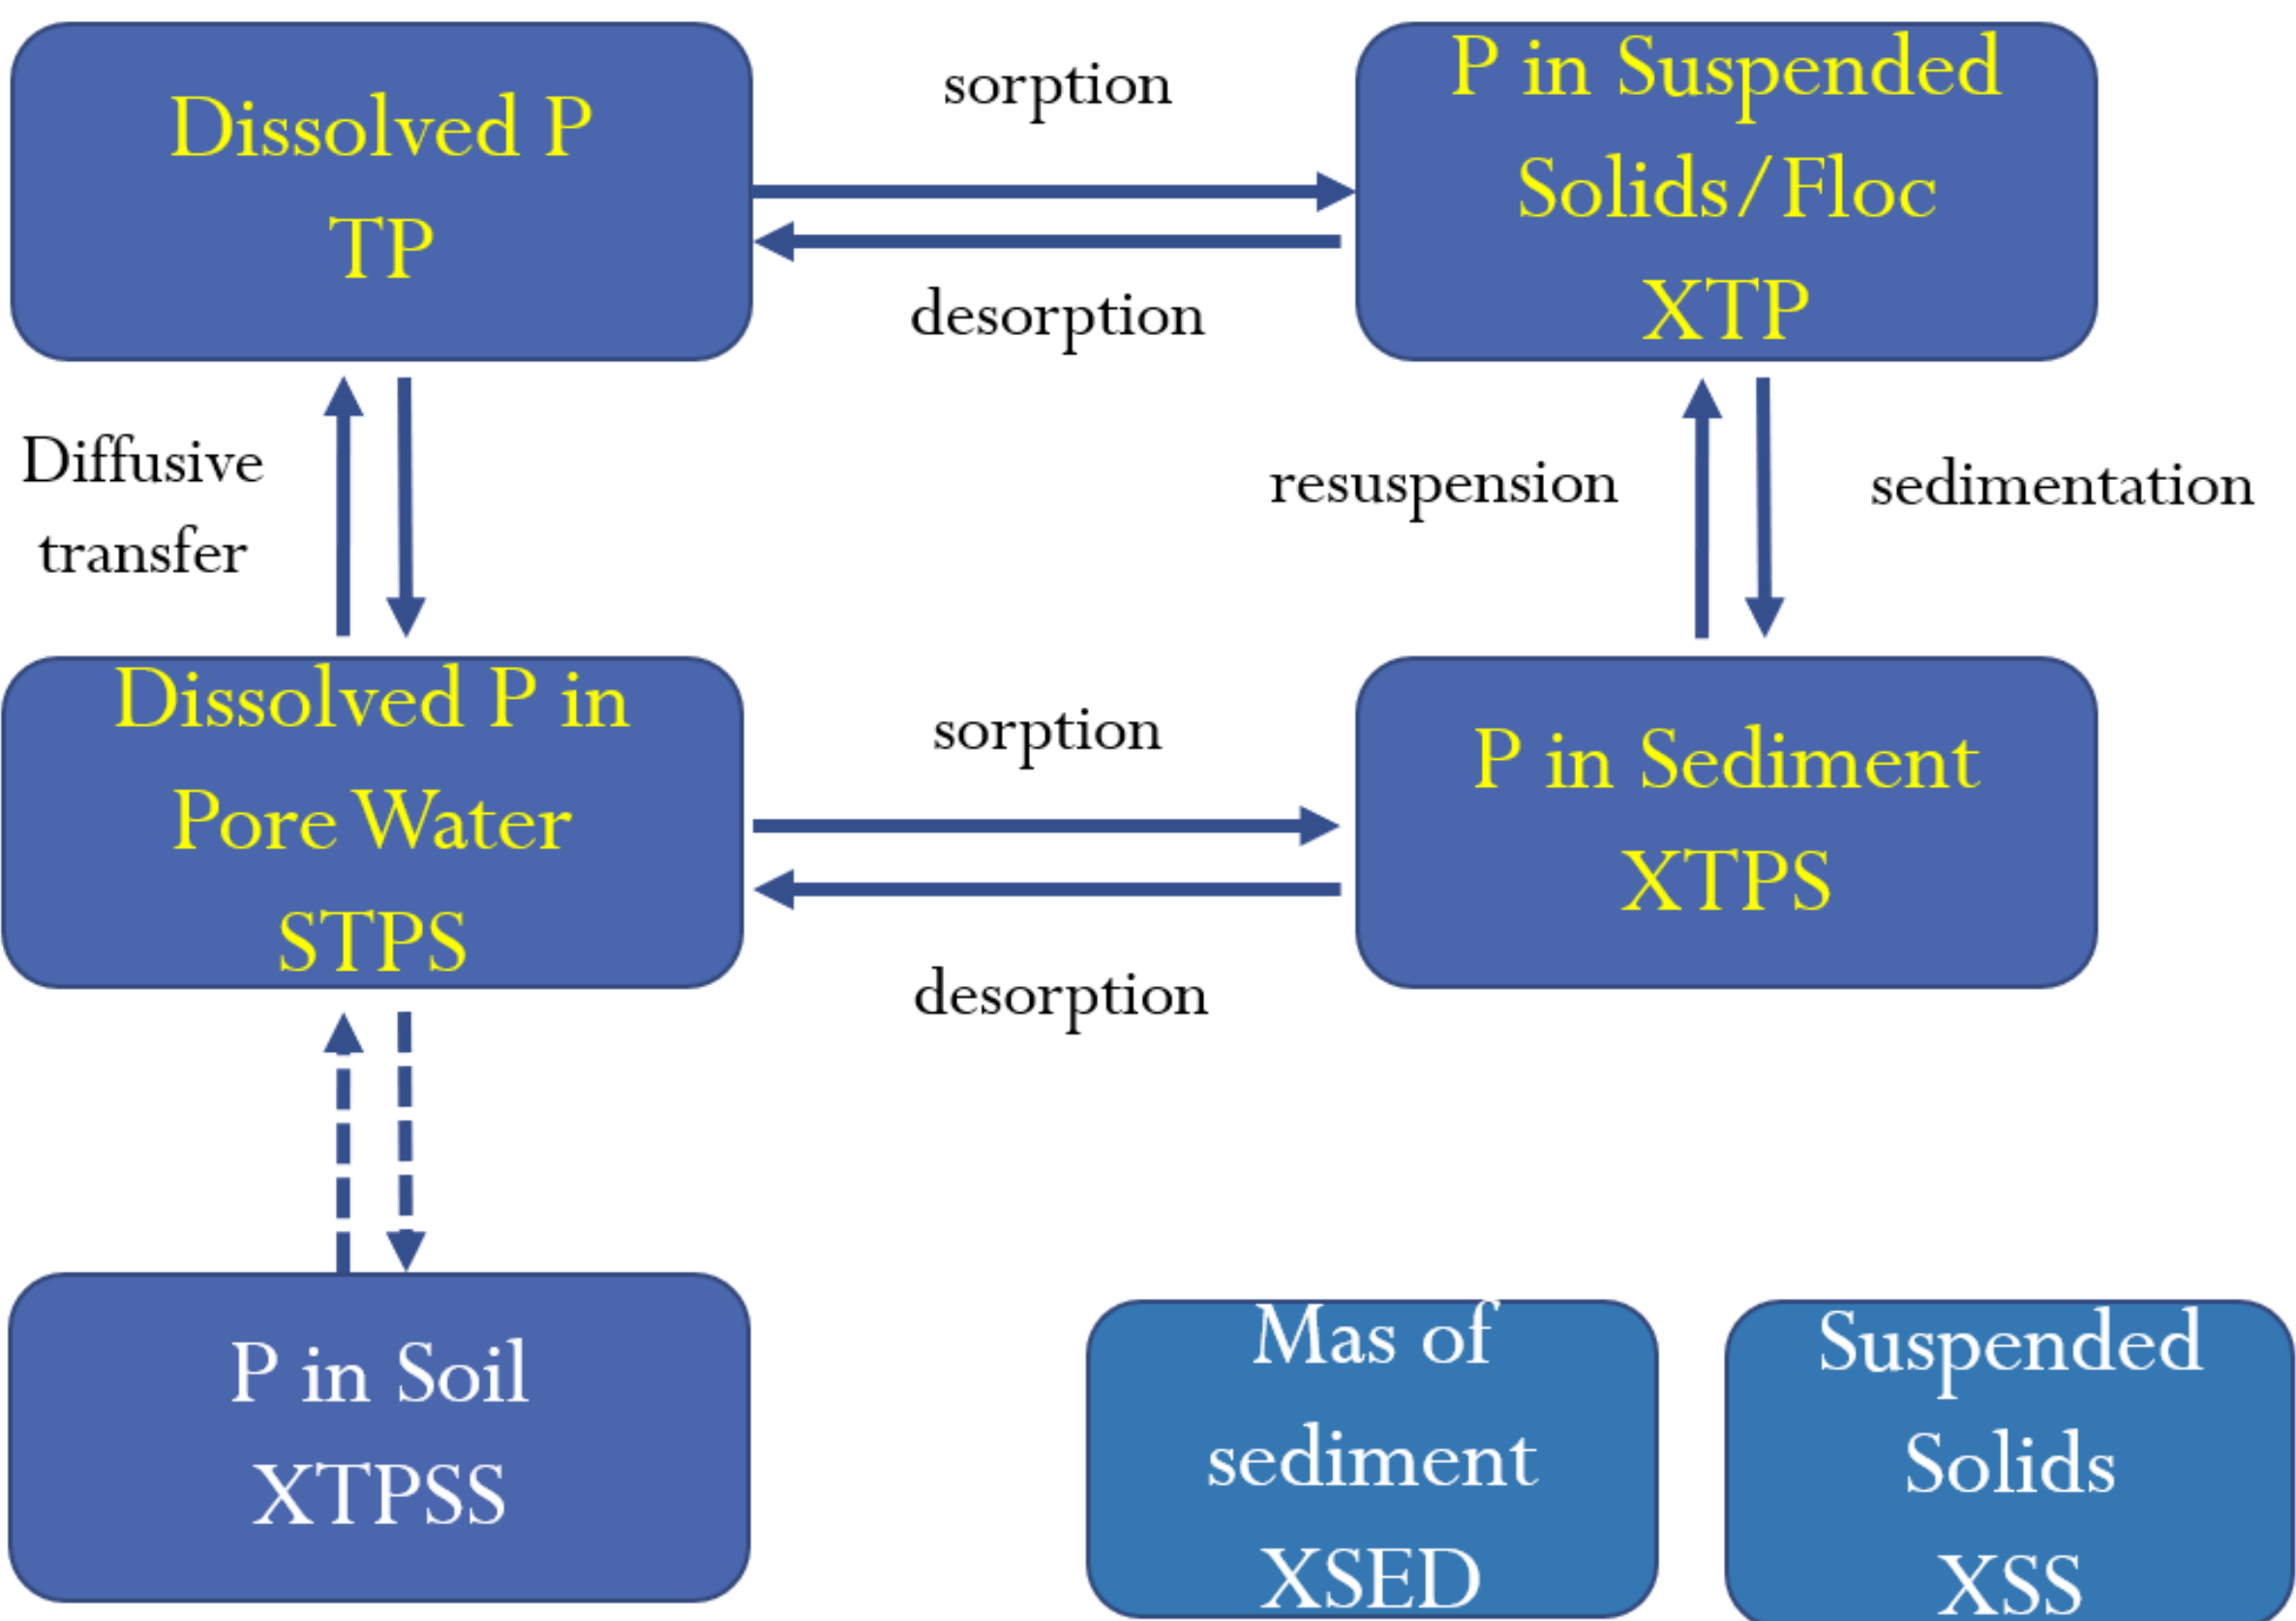 Dissolved P
TP
sorption
desorption
P in Suspended
Solids/Floc
XTP
Diffusive
transfer
resuspension
sedimentation
Dissolved P in
Pore Water
STPS
sorption
desorption
P in Sediment
XTPS
P in Soil
XTPSS
Mas of
sediment
XSED
Suspended
Solids
XSS